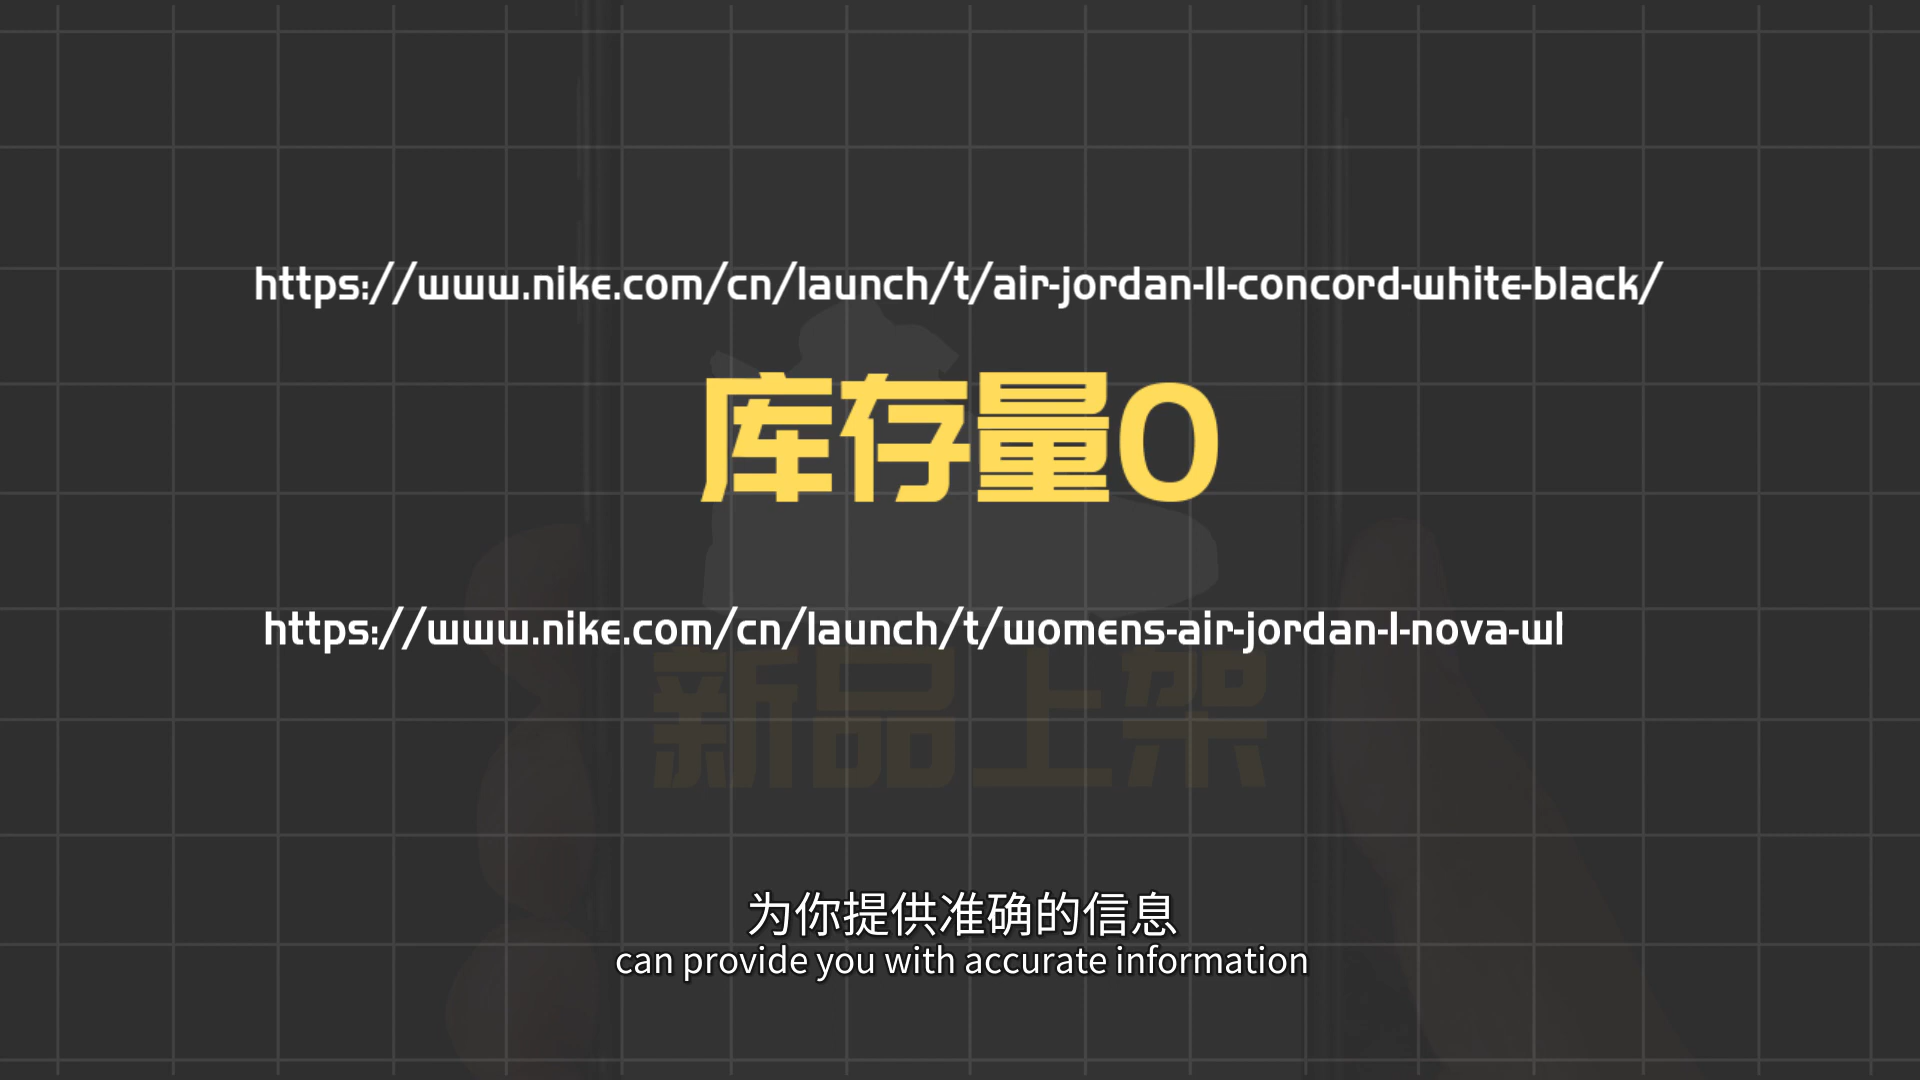 https://www.nike.com/cn/launch/t/air-jordan-11-concord-white-black/
库存量0
https://www.nike.com/cn/launch/t/womens-air-jordan-1-nova-wl
新品上架
为你提供准确的信息
can provide you with accurate information